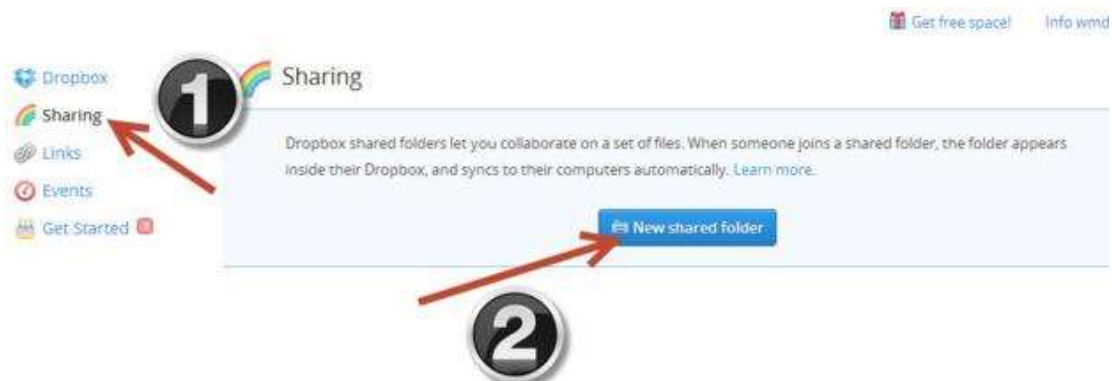 Get free space! Info wmd
Dropbox
Sharing
Links
Events
Get Started
1
Sharing
Dropbox shared folders let you collaborate on a set of files. When someone joins a shared folder, the folder appears
inside their Dropbox, and syncs to their computers automatically. Learn more.
New shared folder
2